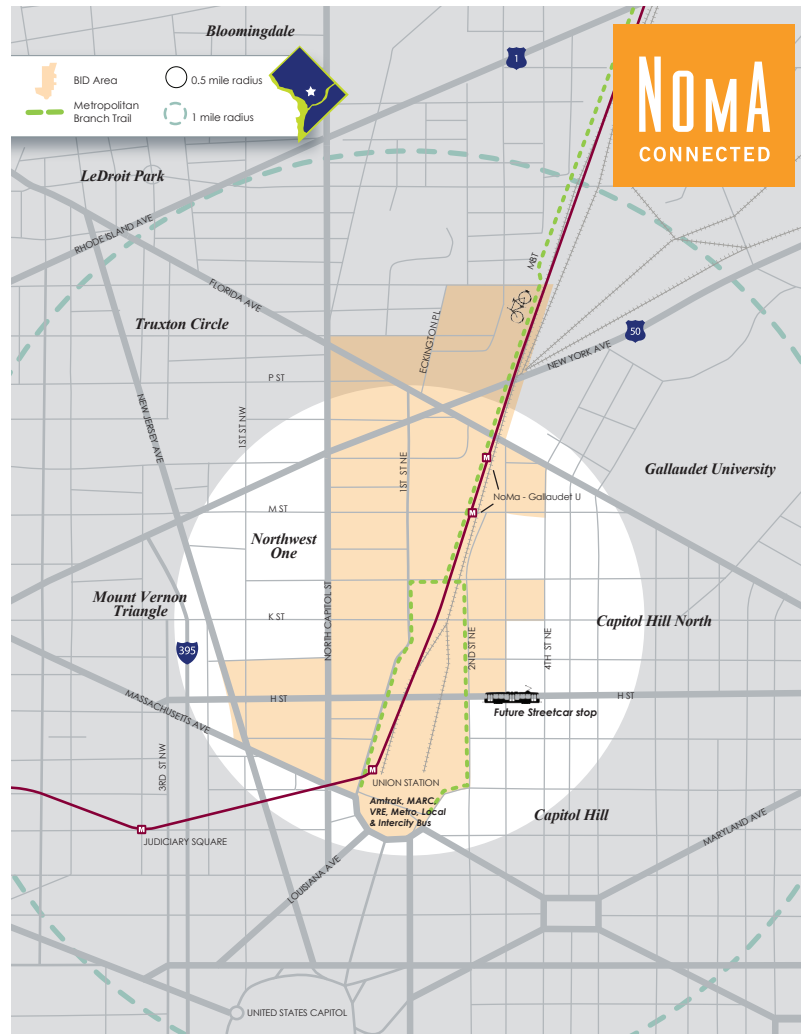 Bloomingdale
1
NOMA
CONNECTED
BID Area
0.5 mile radius
Metropolitan
Branch Trail
1 mile radius
LeDroit Park
RHODE ISLAND AVE
FLORIDA AVE
MBT
Truxton Circle
ECKINGTON PL
50
NEW YORK AVE
P ST
NEW JERSEY AVE
1ST ST NW
1ST ST NE
M
Gallaudet University
NoMa - Gallaudet U
M ST
M
Northwest
One
Mount Vernon
Triangle
K ST
NORTH CAPITOL ST
2ND ST NE
4TH ST NE
Capitol Hill North
395
MASSACHUSETTS AVE
H ST
H ST
Future Streetcar stop
3RD ST NW
M
UNION STATION
Amtrak, MARC,
VRE, Metro, Local
& Intercity Bus
Capitol Hill
M
JUDICIARY SQUARE
MARYLAND AVE
LOUISIANA AVE
UNITED STATES CAPITOL